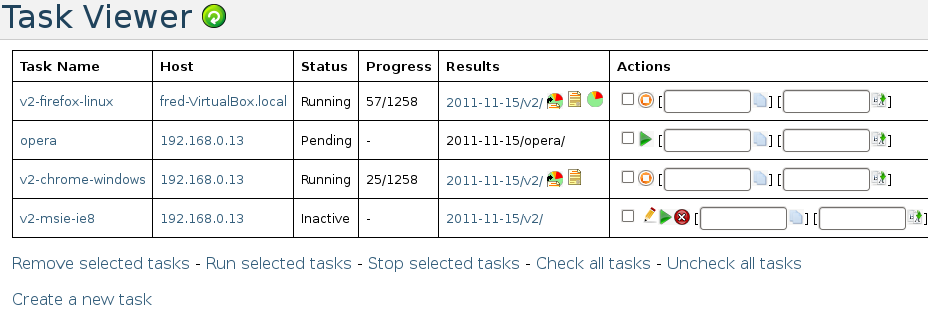 Task Viewer
Task Name Host Status Progress Results Actions
v2-firefox-linux fred-VirtualBox.local Running 57/1258 2011-11-15/v2/ [ ] [ ]
opera 192.168.0.13 Pending - 2011-11-15/opera/ [ ] [ ]
v2-chrome-windows 192.168.0.13 Running 25/1258 2011-11-15/v2/ [ ] [ ]
v2-msie-ie8 192.168.0.13 Inactive - 2011-11-15/v2/ [ ] [ ]
Remove selected tasks - Run selected tasks - Stop selected tasks - Check all tasks - Uncheck all tasks
Create a new task